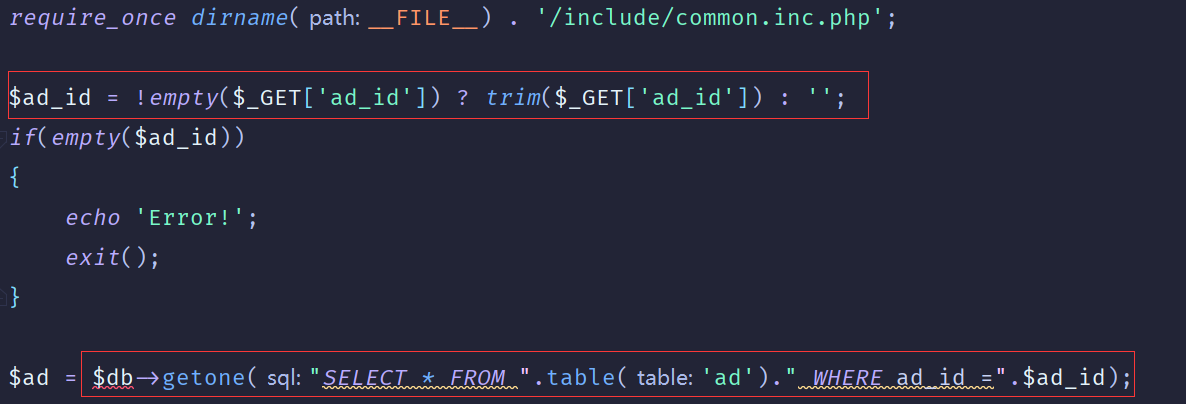 require_once dirname( path: __FILE__) . '/include/common.inc.php';
$ad_id = !empty($_GET['ad_id']) ? trim($_GET['ad_id']) : '';
if(empty($ad_id))
{
echo 'Error!';
exit();
}
$ad = $db->getone( sql: "SELECT * FROM ".table( table: 'ad')." WHERE ad_id =".$ad_id);